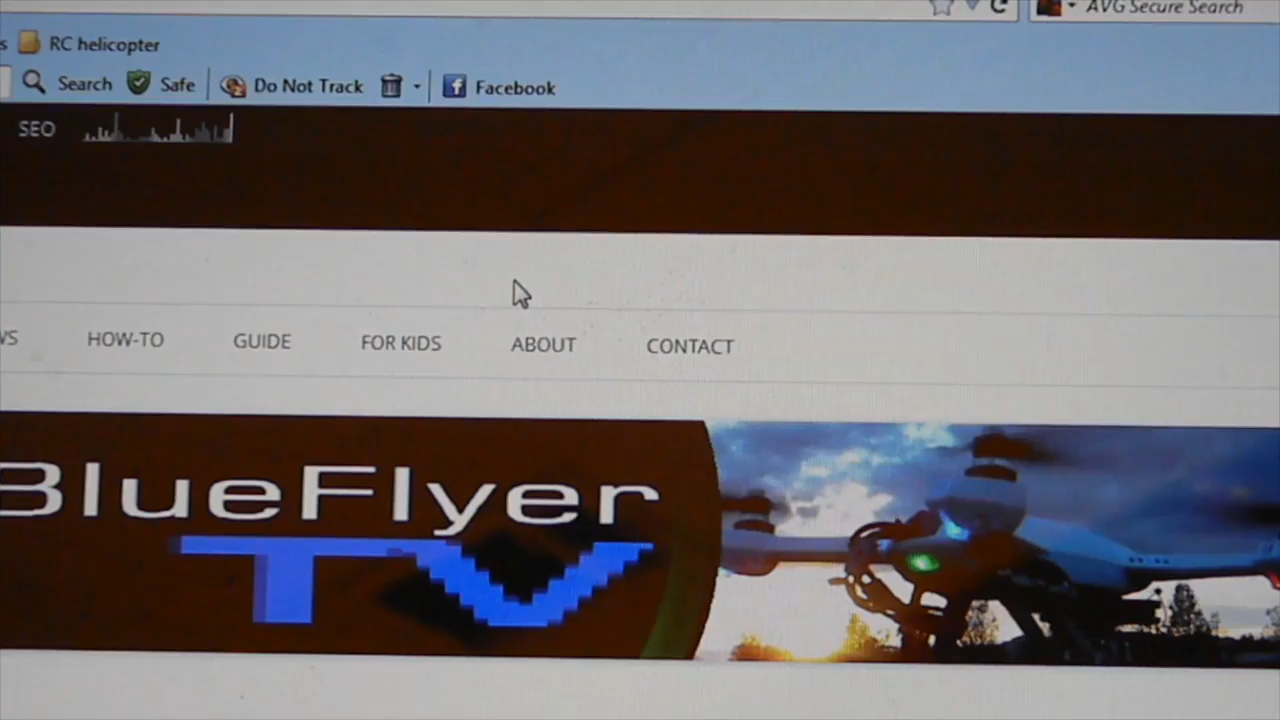 AVG Secure Search
s RC helicopter
Search Safe Do Not Track Facebook
SEO
WS HOW-TO GUIDE FOR KIDS ABOUT CONTACT
BlueFlyer
TV